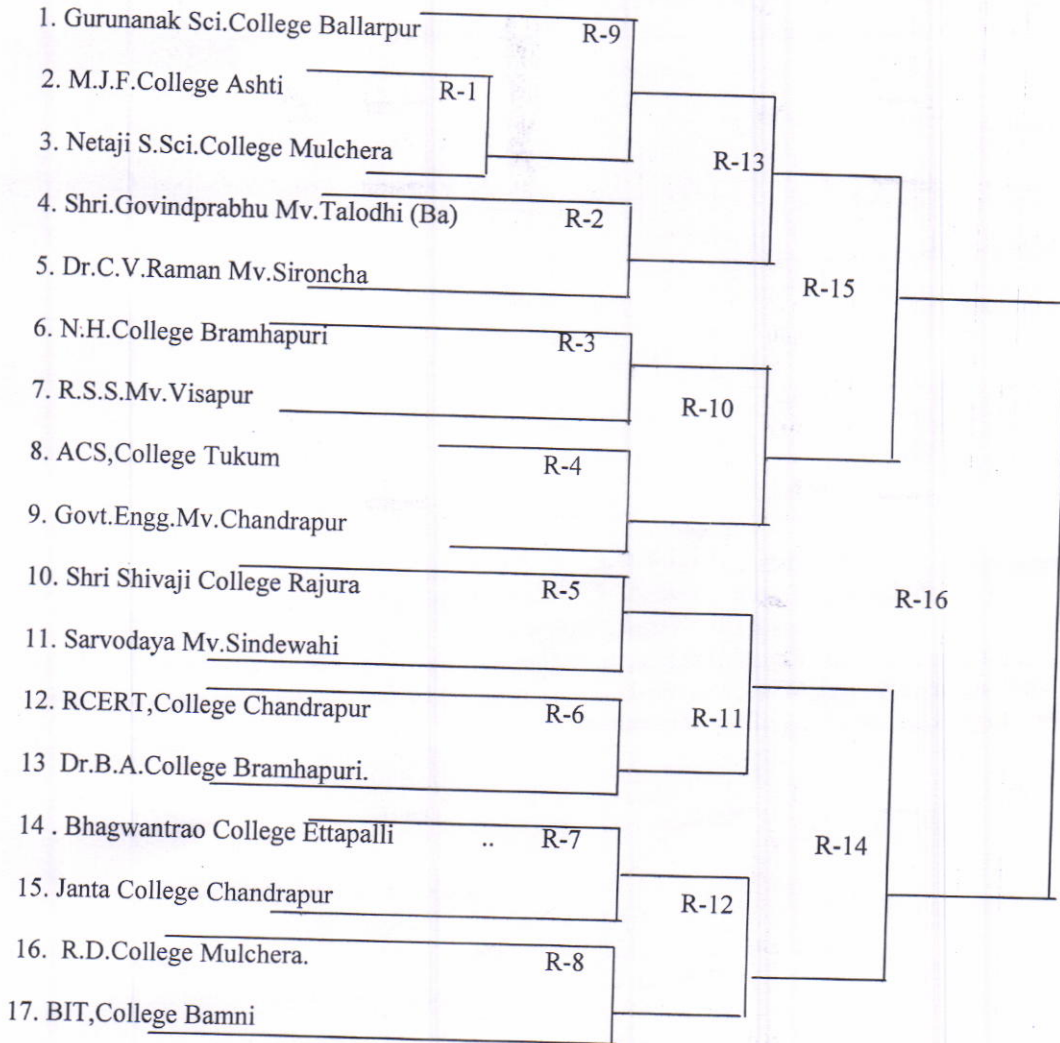 1. Gurunanak Sci.College Ballarpur
R-9
2. M.J.F.College Ashti
R-1
3. Netaji S.Sci.College Mulchera
R-13
4. Shri.Govindprabhu Mv.Talodhi (Ba)
R-2
5. Dr.C.V.Raman Mv.Sironcha
R-15
6. N.H.College Bramhapuri
R-3
7. R.S.S.Mv.Visapur
R-10
8. ACS,College Tukum
R-4
9. Govt.Engg.Mv.Chandrapur
10. Shri Shivaji College Rajura
R-5
R-16
11. Sarvodaya Mv.Sindewahi
12. RCERT,College Chandrapur
R-6
R-11
13 Dr.B.A.College Bramhapuri.
14 . Bhagwantrao College Ettapalli
.. R-7
R-14
15. Janta College Chandrapur
R-12
16. R.D.College Mulchera.
R-8
17. BIT,College Bamni